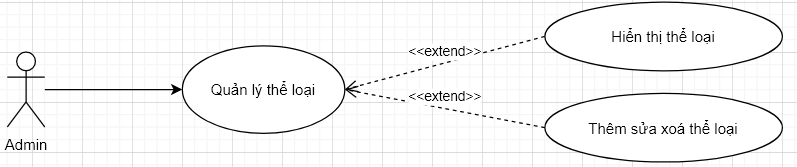 Hiển thị thể loại
<<extend>>
Quản lý thể loại
<<extend>>
Thêm sửa xoá thể loại
Admin